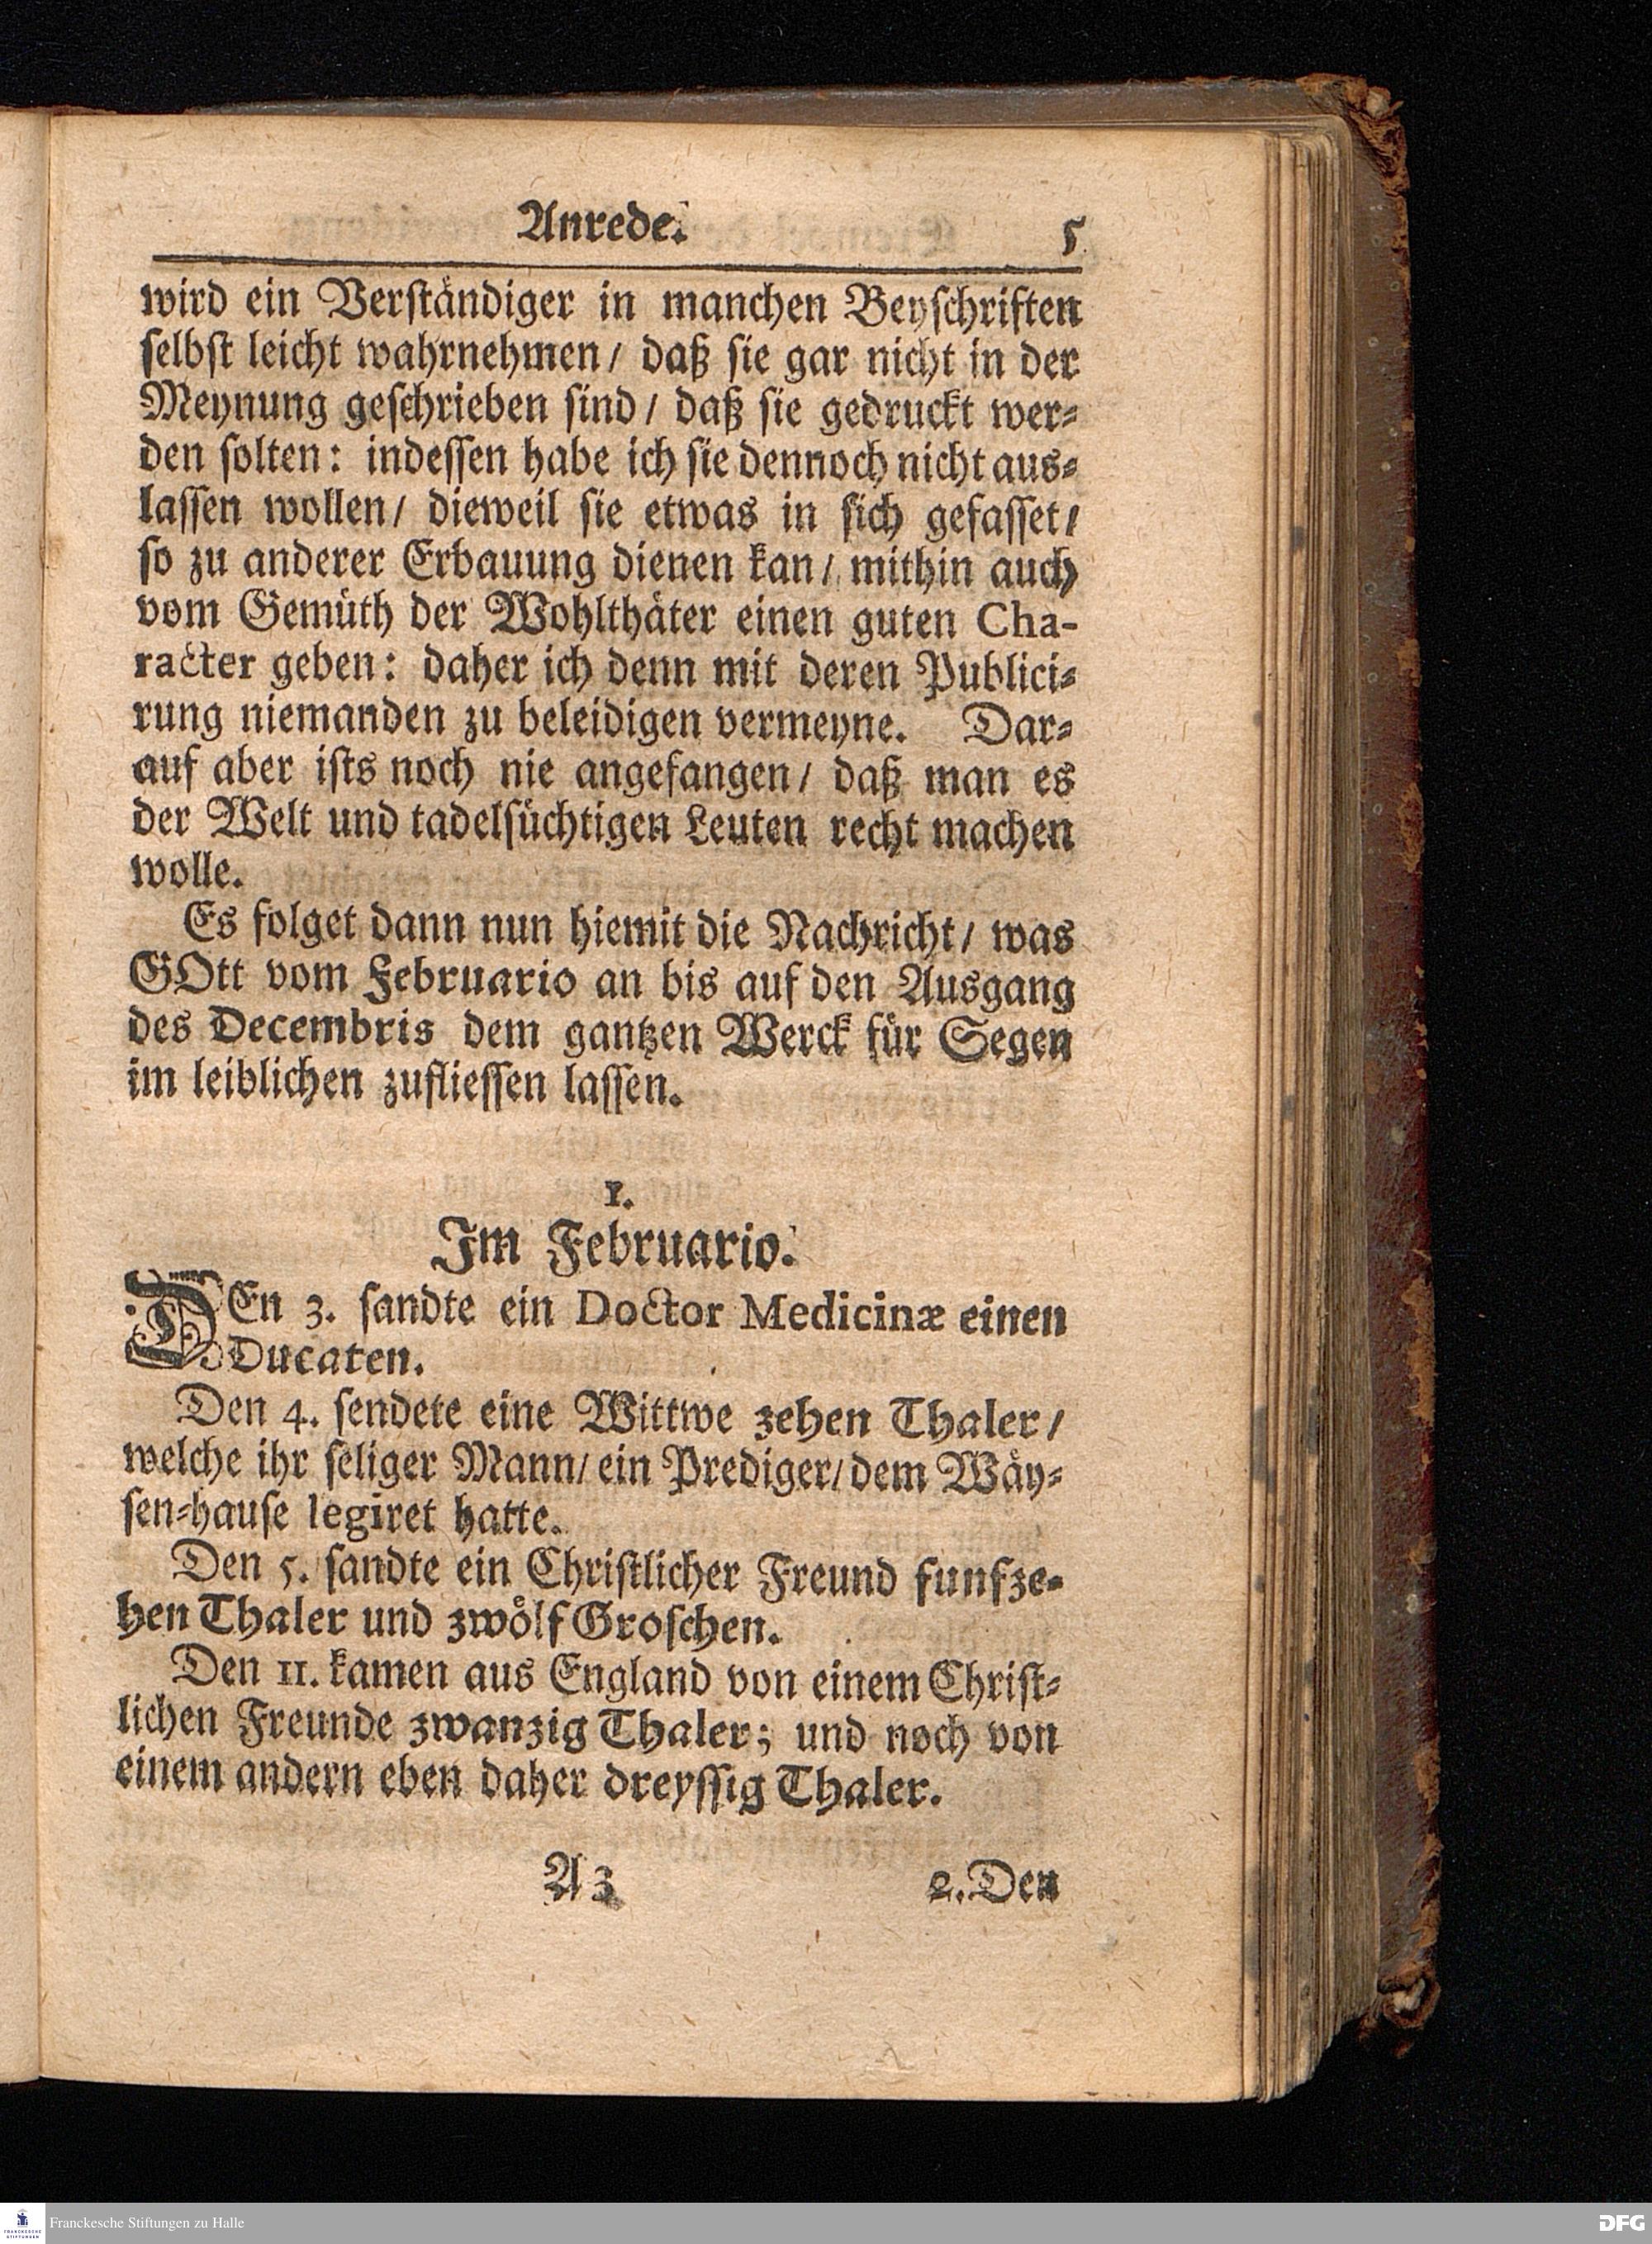 Anrede. 5
wird ein Verſtändiger in manchen Beyſchriften
ſelbſt leicht wahrnehmen/ daß ſie gar nicht in der
Meynung geſchrieben ſind/ daß ſie gedruckt wer⸗
den ſolten: indeſſen habe ich ſie dennoch nicht aus⸗
laſſen wollen/ dieweil ſie etwas in ſich gefaſſet/
ſo zu anderer Erbauung dienen kan/ mithin auch
vom Gemüth der Wohlthäter einen guten Cha-
racter geben: daher ich denn mit deren Publici⸗
rung niemanden zu beleidigen vermeyne. Dar⸗
auf aber iſts noch nie angefangen/ daß man es
der Welt und tadelſüchtigen Leuten recht machen
wolle.
Es folget dann nun hiemit die Nachricht/ was
GOtt vom Februario an bis auf den Ausgang
des Decembris dem gantzen Werck für Segen
im leiblichen zuflieſſen laſſen.
I.
Im Februario.
DEn 3. ſandte ein Doctor Medicinæ einen
Ducaten.
Den 4. ſendete eine Wittwe zehen Thaler/
welche ihr ſeliger Mann/ ein Prediger/ dem Wäy⸗
ſen⸗hauſe legiret hatte.
Den 5. ſandte ein Chriſtlicher Freund funfze⸗
hen Thaler und zwölf Groſchen.
Den 11. kamen aus England von einem Chriſt⸗
lichen Freunde zwanzig Thaler; und noch von
einem andern eben daher dreyſſig Thaler.
A 3 2. Den
FRANCKESCHE STIFTUNGEN Franckesche Stiftungen zu Halle DFG